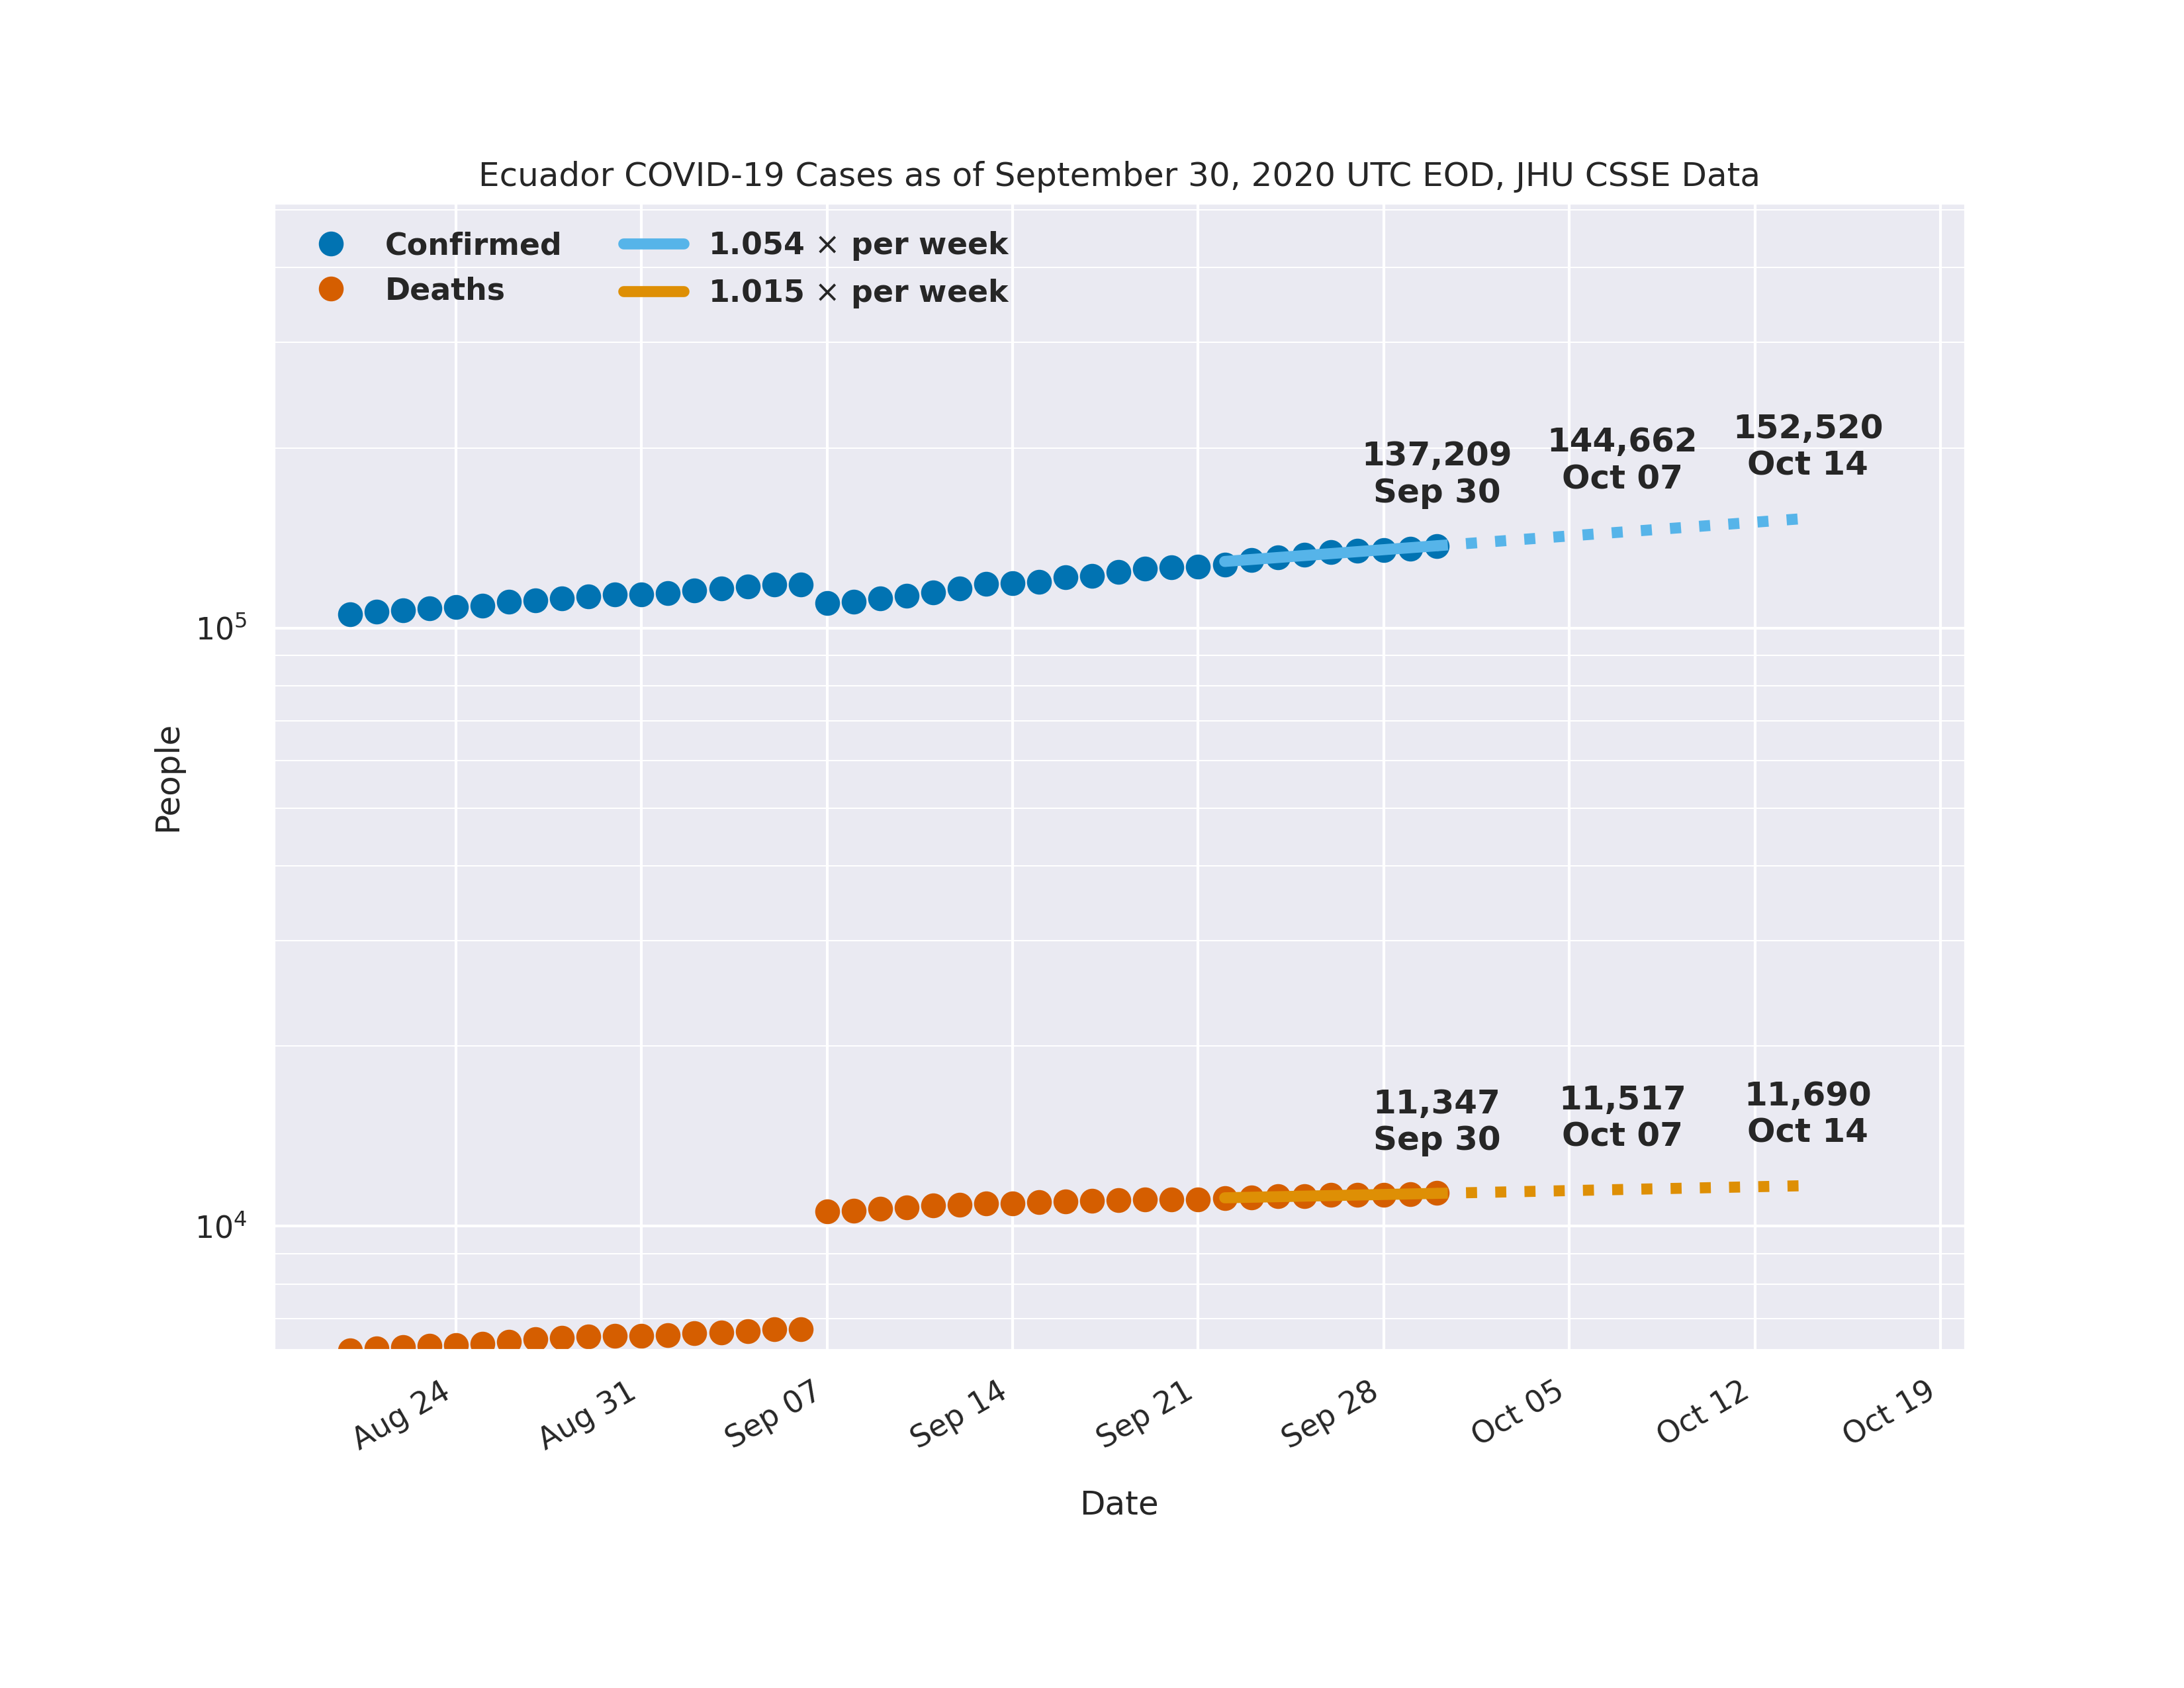 Ecuador COVID-19 Cases as of September 30, 2020 UTC EOD, JHU CSSE Data
Confirmed
Deaths
1.054 × per week
1.015 × per week
137,209
Sep 30
144,662
Oct 07
152,520
Oct 14
10⁵
People
11,347
Sep 30
11,517
Oct 07
11,690
Oct 14
10⁴
Aug 24
Aug 31
Sep 07
Sep 14
Sep 21
Sep 28
Oct 05
Oct 12
Oct 19
Date